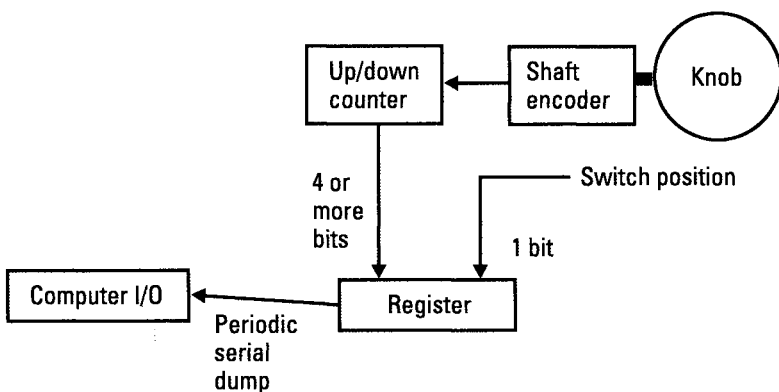 Up/down
counter
Shaft
encoder
Knob
4 or
more
bits
Switch position
1 bit
Computer I/O
Register
Periodic
serial
dump